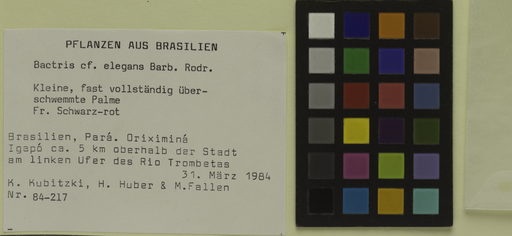 PFLANZEN AUS BRASILIEN
Bactris cf. elegans Barb. Rodr.
Kleine, fast vollständig über-
schwemmte Palme
Fr. Schwarz-rot
Brasilien, Pará. Oriximiná
Igapó ca. 5 km oberhalb der Stadt
am linken Ufer des Rio Trombetas
31. März 1984
K. Kubitzki, H. Huber & M.Fallen
Nr. 84-217